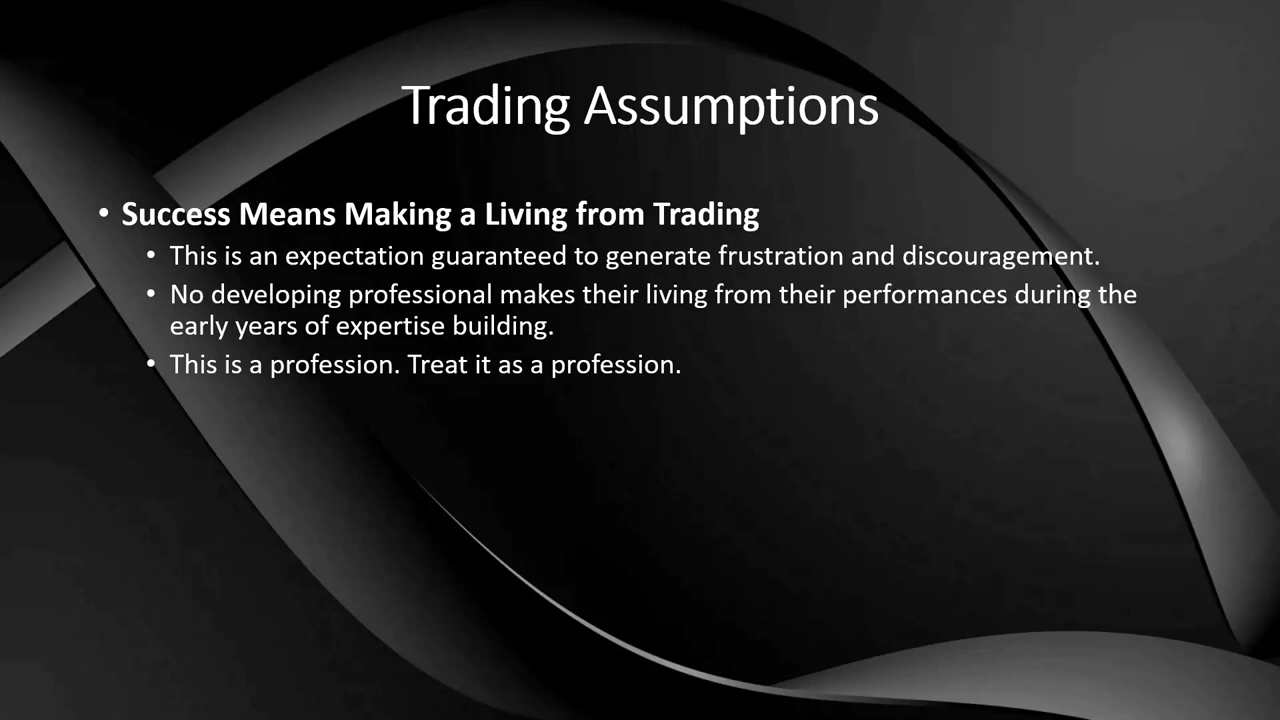 Trading Assumptions
• Success Means Making a Living from Trading
• This is an expectation guaranteed to generate frustration and discouragement.
• No developing professional makes their living from their performances during the
early years of expertise building.
• This is a profession. Treat it as a profession.